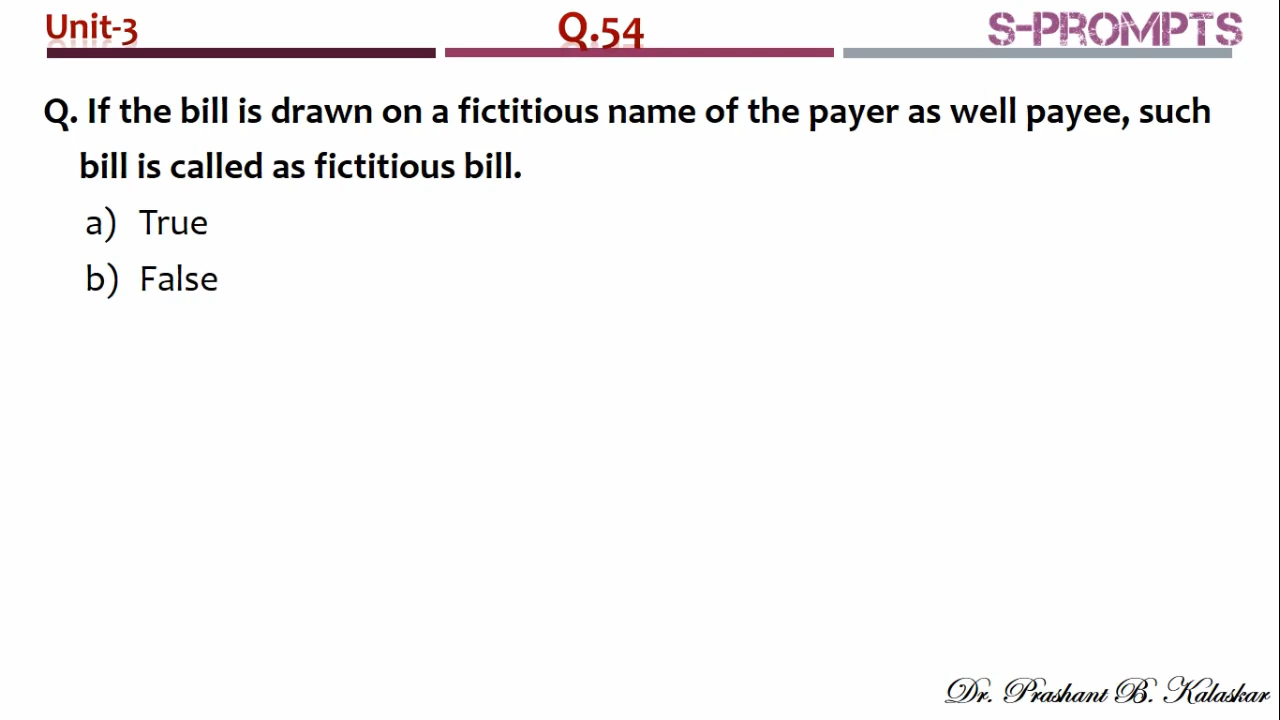 Unit-3
Q.54
S-PROMPTS
Q. If the bill is drawn on a fictitious name of the payer as well payee, such
bill is called as fictitious bill.
a) True
b) False
Dr. Prashant B. Kalaskar